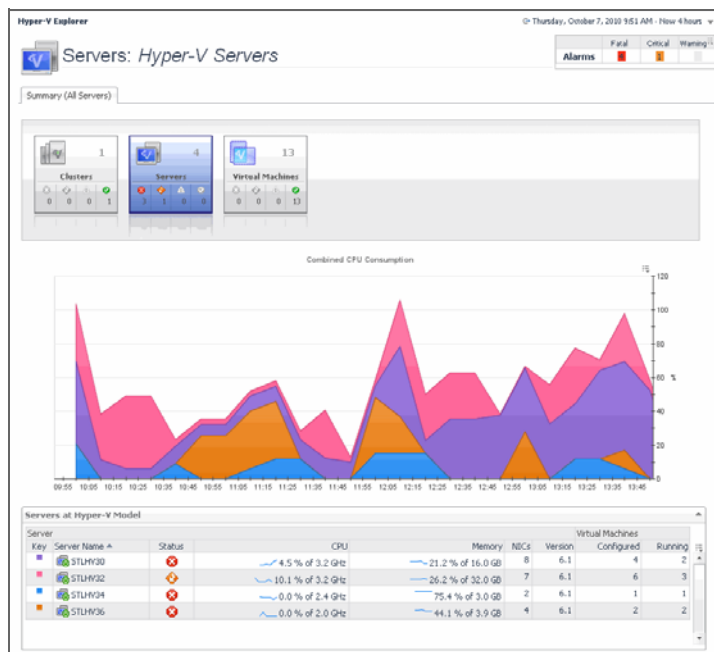 Hyper-V Explorer
Thursday, October 7, 2010 9:51 AM - Now 4 hours
Servers: Hyper-V Servers
Fatal Critical Warning
Alarms 1
Summary (All Servers)
1 4 13
Clusters Servers Virtual Machines
0 0 0 1 3 1 0 0 0 0 0 13
Combined CPU Consumption
120
100
80
60
%
40
20
0
09:55 10:05 10:15 10:25 10:35 10:45 10:55 11:05 11:15 11:25 11:35 11:45 11:55 12:05 12:15 12:25 12:35 12:45 12:55 13:05 13:15 13:25 13:35 13:45
Servers at Hyper-V Model
Server Virtual Machines
Key Server Name Status CPU Memory NICs Version Configured Running
STLHV30 4.5 % of 3.2 GHz 21.2 % of 16.0 GB 8 6.1 4 2
STLHV32 10.1 % of 3.2 GHz 26.2 % of 32.0 GB 7 6.1 6 3
STLHV34 0.0 % of 2.4 GHz 75.4 % of 3.0 GB 2 6.1 1 1
STLHV36 0.0 % of 2.0 GHz 44.1 % of 3.9 GB 4 6.1 2 2